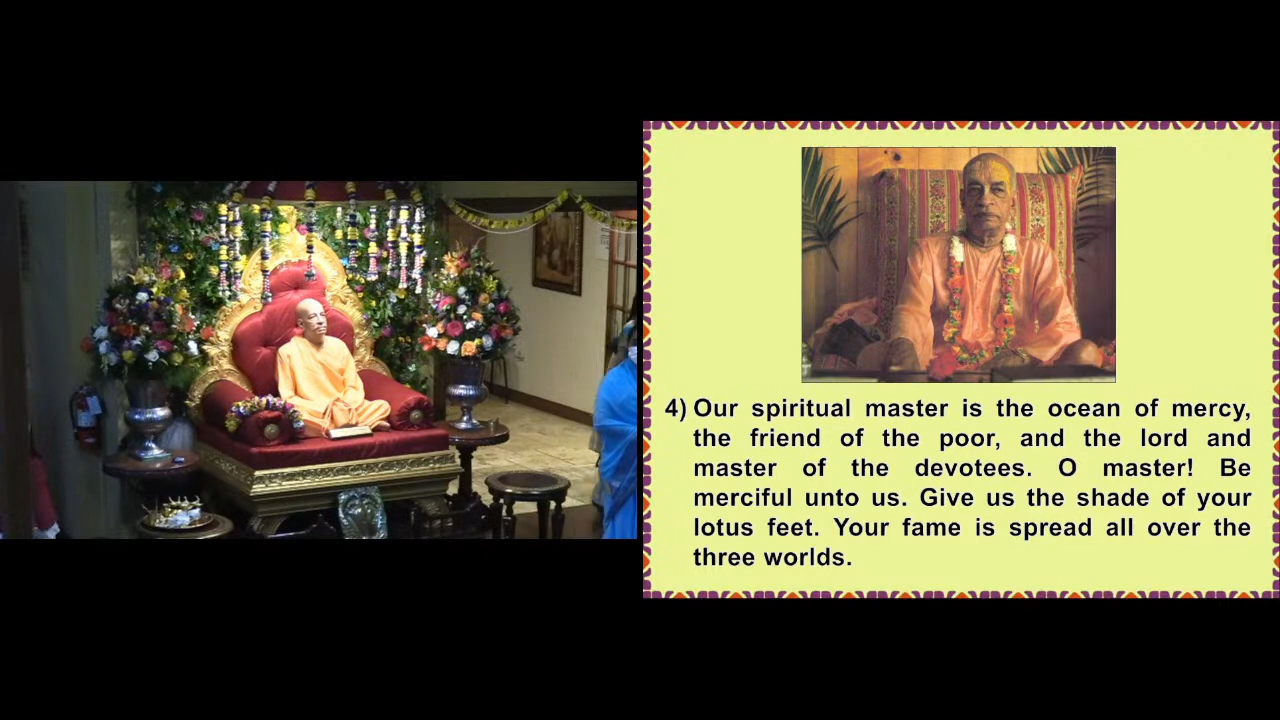 4) Our spiritual master is the ocean of mercy,
the friend of the poor, and the lord and
master of the devotees. O master! Be
merciful unto us. Give us the shade of your
lotus feet. Your fame is spread all over the
three worlds.